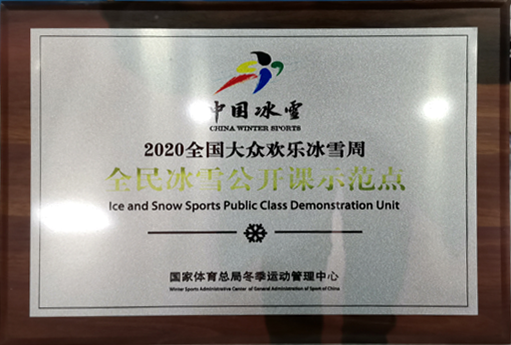 中国冰雪
CHINA WINTER SPORTS
2020全国大众欢乐冰雪周
全民冰雪公开课示范点
Ice and Snow Sports Public Class Demonstration Unit
国家体育总局冬季运动管理中心
Winter Sports Administrative Center of General Administration of Sport of China